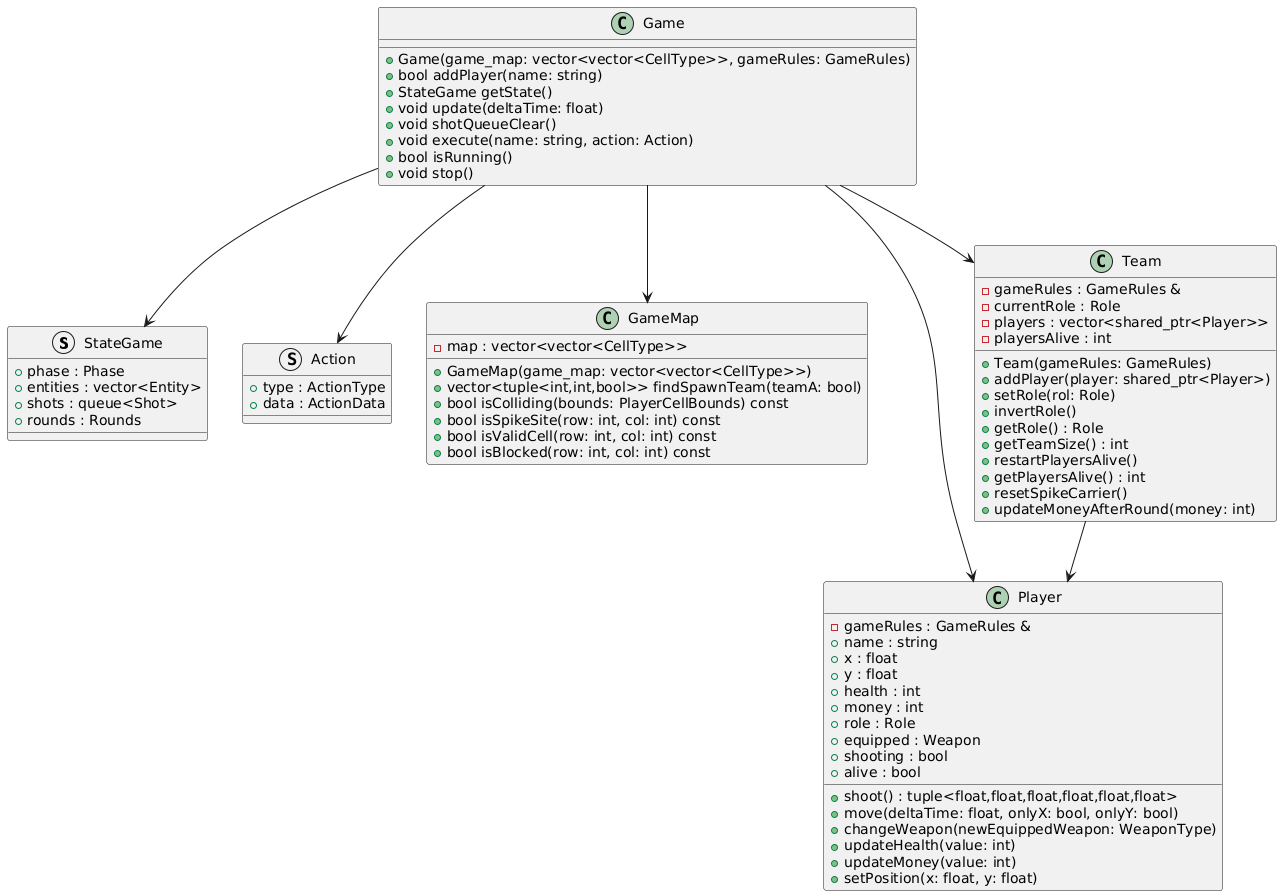 C Game
Game(game_map: vector<vector<CellType>>, gameRules: GameRules)
bool addPlayer(name: string)
StateGame getState()
void update(deltaTime: float)
void shotQueueClear()
void execute(name: string, action: Action)
bool isRunning()
void stop()
C Team
gameRules : GameRules &
currentRole : Role
players : vector<shared_ptr<Player>>
playersAlive : int
Team(gameRules: GameRules)
addPlayer(player: shared_ptr<Player>)
setRole(rol: Role)
invertRole()
getRole() : Role
getTeamSize() : int
restartPlayersAlive()
getPlayersAlive() : int
resetSpikeCarrier()
updateMoneyAfterRound(money: int)
S StateGame
phase : Phase
entities : vector<Entity>
shots : queue<Shot>
rounds : Rounds
S Action
type : ActionType
data : ActionData
C GameMap
map : vector<vector<CellType>>
GameMap(game_map: vector<vector<CellType>>)
vector<tuple<int,int,bool>> findSpawnTeam(teamA: bool)
bool isColliding(bounds: PlayerCellBounds) const
bool isSpikeSite(row: int, col: int) const
bool isValidCell(row: int, col: int) const
bool isBlocked(row: int, col: int) const
C Player
gameRules : GameRules &
name : string
x : float
y : float
health : int
money : int
role : Role
equipped : Weapon
shooting : bool
alive : bool
shoot() : tuple<float,float,float,float,float,float>
move(deltaTime: float, onlyX: bool, onlyY: bool)
changeWeapon(newEquippedWeapon: WeaponType)
updateHealth(value: int)
updateMoney(value: int)
setPosition(x: float, y: float)